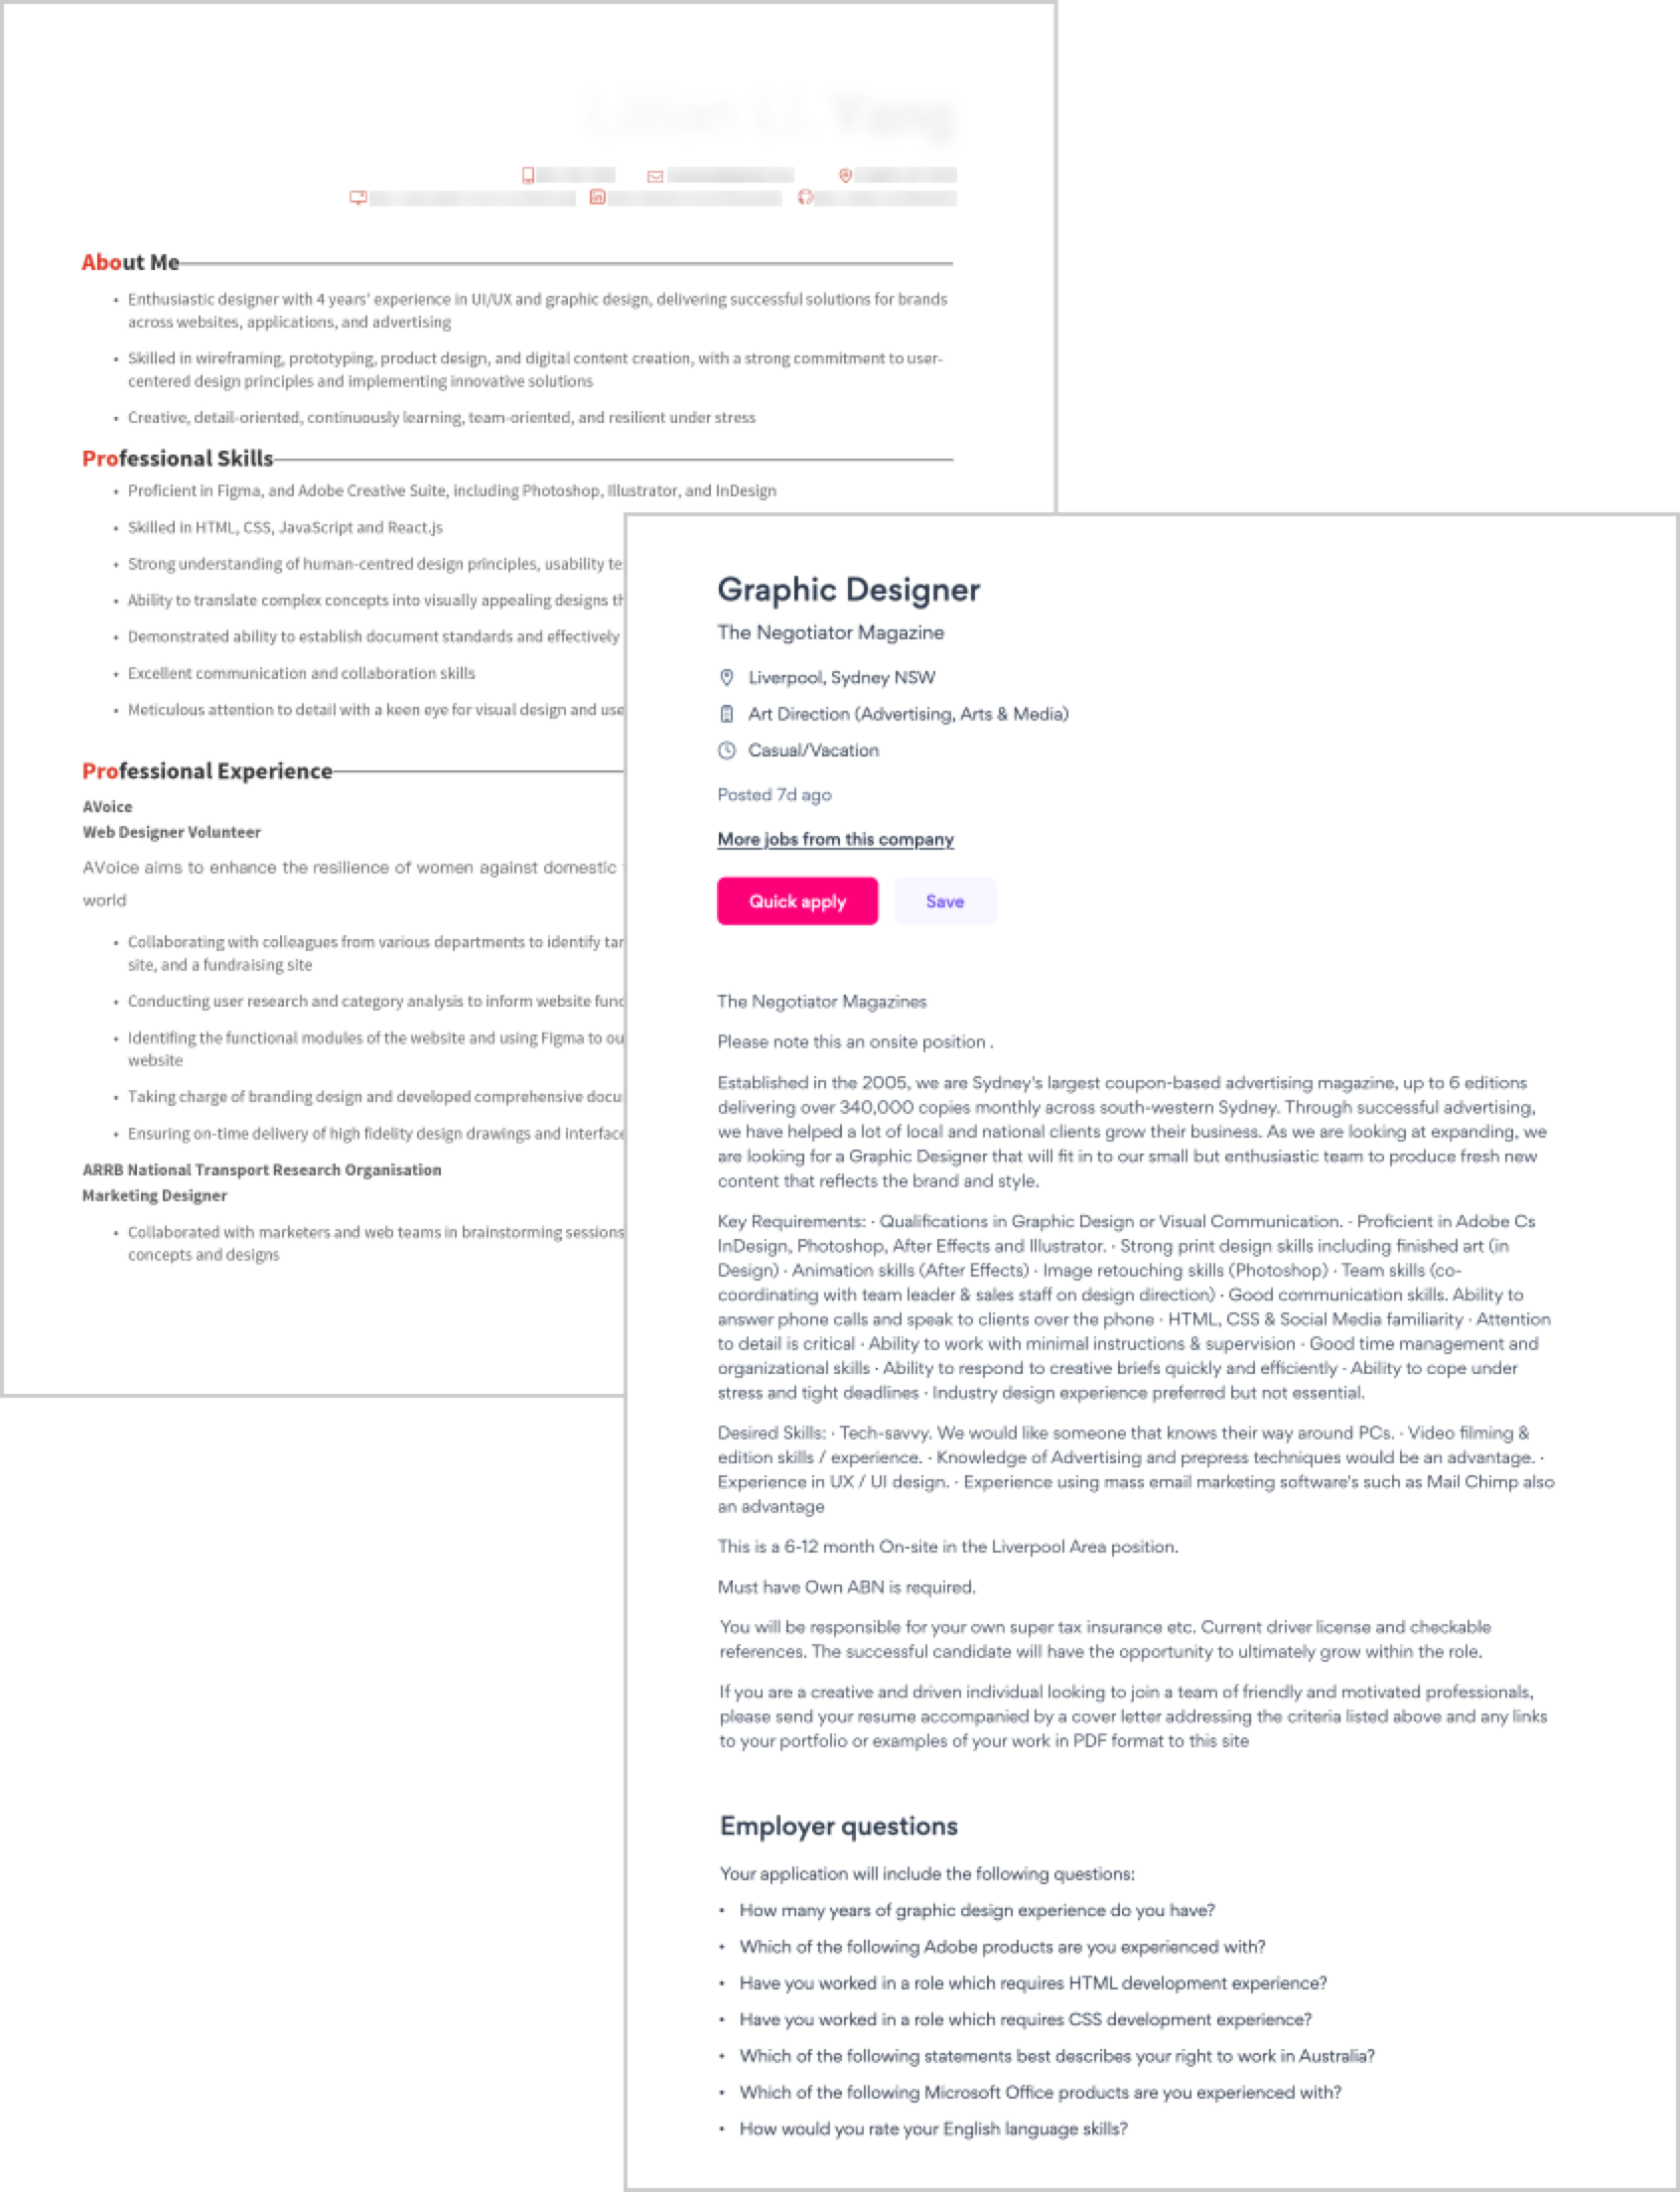 About Me
• Enthusiastic designer with 4 years' experience in UI/UX and graphic design, delivering successful solutions for brands
across websites, applications, and advertising
• Skilled in wireframing, prototyping, product design, and digital content creation, with a strong commitment to user-
centered design principles and implementing innovative solutions
• Creative, detail-oriented, continuously learning, team-oriented, and resilient under stress
Professional Skills
• Proficient in Figma, and Adobe Creative Suite, including Photoshop, Illustrator, and InDesign
• Skilled in HTML, CSS, JavaScript and React.js
• Strong understanding of human-centred design principles, usability te
• Ability to translate complex concepts into visually appealing designs th
• Demonstrated ability to establish document standards and effectively
• Excellent communication and collaboration skills
• Meticulous attention to detail with a keen eye for visual design and use
Professional Experience
AVoice
Web Designer Volunteer
AVoice aims to enhance the resilience of women against domestic
world
• Collaborating with colleagues from various departments to identify tar
site, and a fundraising site
• Conducting user research and category analysis to inform website func
• Identifing the functional modules of the website and using Figma to ou
website
• Taking charge of branding design and developed comprehensive docu
• Ensuring on-time delivery of high fidelity design drawings and interface
ARRB National Transport Research Organisation
Marketing Designer
• Collaborated with marketers and web teams in brainstorming sessions
concepts and designs
Graphic Designer
The Negotiator Magazine
Liverpool, Sydney NSW
Art Direction (Advertising, Arts & Media)
Casual/Vacation
Posted 7d ago
More jobs from this company
Quick apply Save
The Negotiator Magazines
Please note this an onsite position .
Established in the 2005, we are Sydney's largest coupon-based advertising magazine, up to 6 editions
delivering over 340,000 copies monthly across south-western Sydney. Through successful advertising,
we have helped a lot of local and national clients grow their business. As we are looking at expanding, we
are looking for a Graphic Designer that will fit in to our small but enthusiastic team to produce fresh new
content that reflects the brand and style.
Key Requirements: · Qualifications in Graphic Design or Visual Communication. · Proficient in Adobe Cs
InDesign, Photoshop, After Effects and Illustrator. · Strong print design skills including finished art (in
Design) · Animation skills (After Effects) · Image retouching skills (Photoshop) · Team skills (co-
coordinating with team leader & sales staff on design direction) · Good communication skills. Ability to
answer phone calls and speak to clients over the phone · HTML, CSS & Social Media familiarity · Attention
to detail is critical · Ability to work with minimal instructions & supervision · Good time management and
organizational skills · Ability to respond to creative briefs quickly and efficiently · Ability to cope under
stress and tight deadlines · Industry design experience preferred but not essential.
Desired Skills: · Tech-savvy. We would like someone that knows their way around PCs. · Video filming &
edition skills / experience. · Knowledge of Advertising and prepress techniques would be an advantage. ·
Experience in UX / UI design. · Experience using mass email marketing software's such as Mail Chimp also
an advantage
This is a 6-12 month On-site in the Liverpool Area position.
Must have Own ABN is required.
You will be responsible for your own super tax insurance etc. Current driver license and checkable
references. The successful candidate will have the opportunity to ultimately grow within the role.
If you are a creative and driven individual looking to join a team of friendly and motivated professionals,
please send your resume accompanied by a cover letter addressing the criteria listed above and any links
to your portfolio or examples of your work in PDF format to this site
Employer questions
Your application will include the following questions:
• How many years of graphic design experience do you have?
• Which of the following Adobe products are you experienced with?
• Have you worked in a role which requires HTML development experience?
• Have you worked in a role which requires CSS development experience?
• Which of the following statements best describes your right to work in Australia?
• Which of the following Microsoft Office products are you experienced with?
• How would you rate your English language skills?